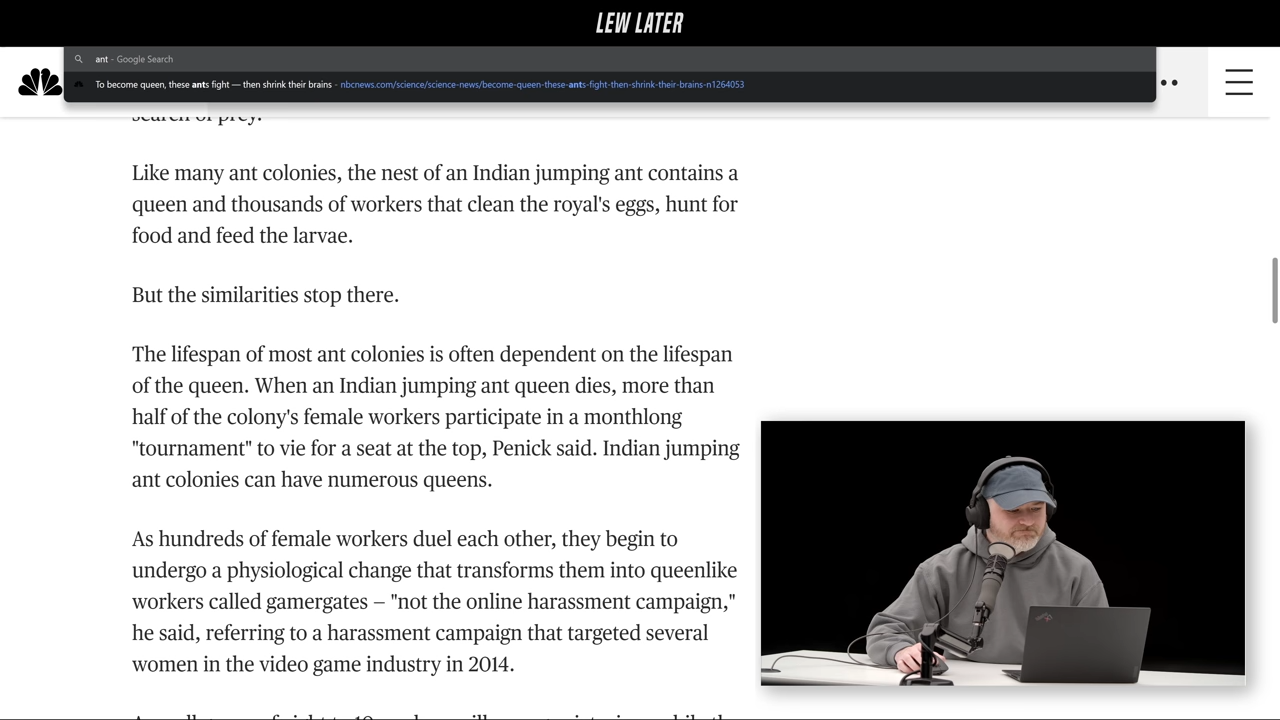 LEW LATER
ant - Google Search
To become queen, these ants fight — then shrink their brains - nbcnews.com/science/science-news/become-queen-these-ants-fight-then-shrink-their-brains-n1264053
search of prey.
Like many ant colonies, the nest of an Indian jumping ant contains a
queen and thousands of workers that clean the royal's eggs, hunt for
food and feed the larvae.
But the similarities stop there.
The lifespan of most ant colonies is often dependent on the lifespan
of the queen. When an Indian jumping ant queen dies, more than
half of the colony's female workers participate in a monthlong
"tournament" to vie for a seat at the top, Penick said. Indian jumping
ant colonies can have numerous queens.
As hundreds of female workers duel each other, they begin to
undergo a physiological change that transforms them into queenlike
workers called gamergates — "not the online harassment campaign,"
he said, referring to a harassment campaign that targeted several
women in the video game industry in 2014.